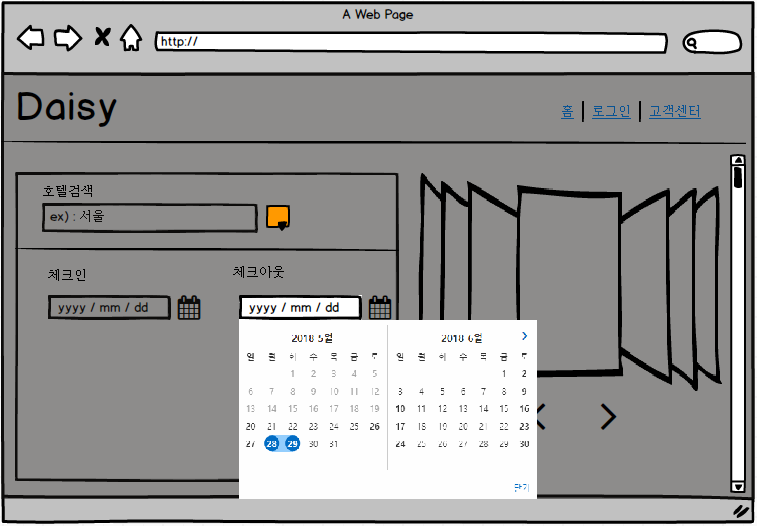 A Web Page
http://
Daisy
홈 | 로그인 | 고객센터
호텔검색
ex) : 서울
체크인
체크아웃
yyyy / mm / dd
yyyy / mm / dd
2018 5월
일 월 화 수 목 금 토
1 2 3 4 5
6 7 8 9 10 11 12
13 14 15 16 17 18 19
20 21 22 23 24 25 26
27 28 29 30 31
2018 6월
일 월 화 수 목 금 토
1 2
3 4 5 6 7 8 9
10 11 12 13 14 15 16
17 18 19 20 21 22 23
24 25 26 27 28 29 30
닫기